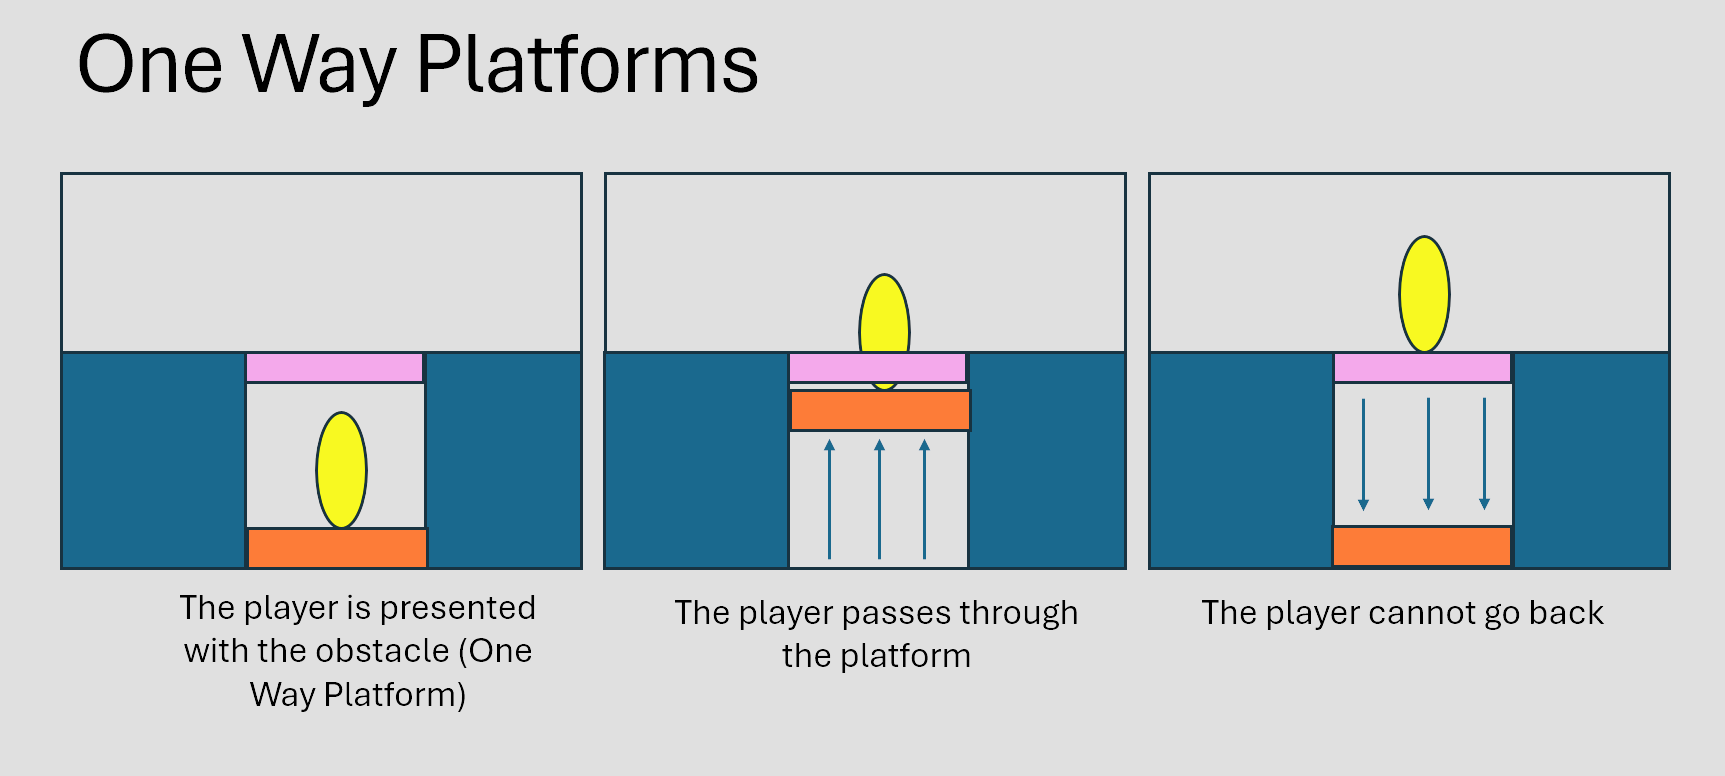 One Way Platforms
The player is presented
with the obstacle (One
Way Platform)
The player passes through
the platform
The player cannot go back